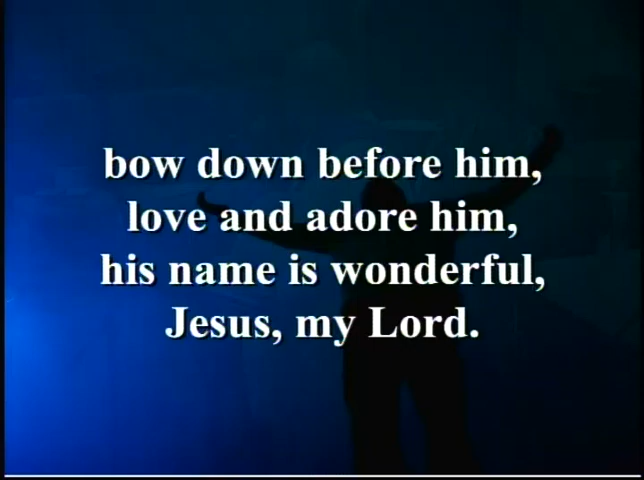 bow down before him,
love and adore him,
his name is wonderful,
Jesus, my Lord.